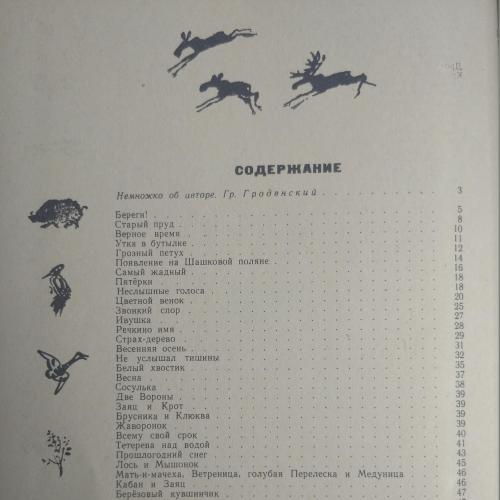 СОДЕРЖАНИЕ
Немножко об авторе. Гр. Гродненский . . . . . . . . . . 3
Береги! . . . . . . . . . . 5
Старый пруд . . . . . . . . . . 8
Верное время . . . . . . . . . . 10
Утка в бутылке . . . . . . . . . . 11
Грозный петух . . . . . . . . . . 12
Появление на Шашковой поляне . . . . . . . . . . 14
Самый жадный . . . . . . . . . . 16
Пятёрки . . . . . . . . . . 18
Неслышные голоса . . . . . . . . . . 18
Цветной венок . . . . . . . . . . 20
Звонкий спор . . . . . . . . . . 25
Ивушка . . . . . . . . . . 27
Речкино имя . . . . . . . . . . 28
Страх-дерево . . . . . . . . . . 29
Весенняя осень . . . . . . . . . . 31
Не услышал тишины . . . . . . . . . . 32
Белый хвостик . . . . . . . . . . 35
Весна . . . . . . . . . . 37
Сосулька . . . . . . . . . . 38
Две Вороны . . . . . . . . . . 39
Заяц и Крот . . . . . . . . . . 39
Брусника и Клюква . . . . . . . . . . 39
Жаворонок . . . . . . . . . . 39
Всему свой срок . . . . . . . . . . 40
Тетерева над водой . . . . . . . . . . 41
Прошлогодний снег . . . . . . . . . . 43
Лось и Мышонок . . . . . . . . . . 45
Мать-и-мачеха, Ветреница, голубая Перелеска и Медуница . . . 45
Кабан и Заяц . . . . . . . . . . 46
Берёзовый кувшинчик . . . . . . . . . . 47